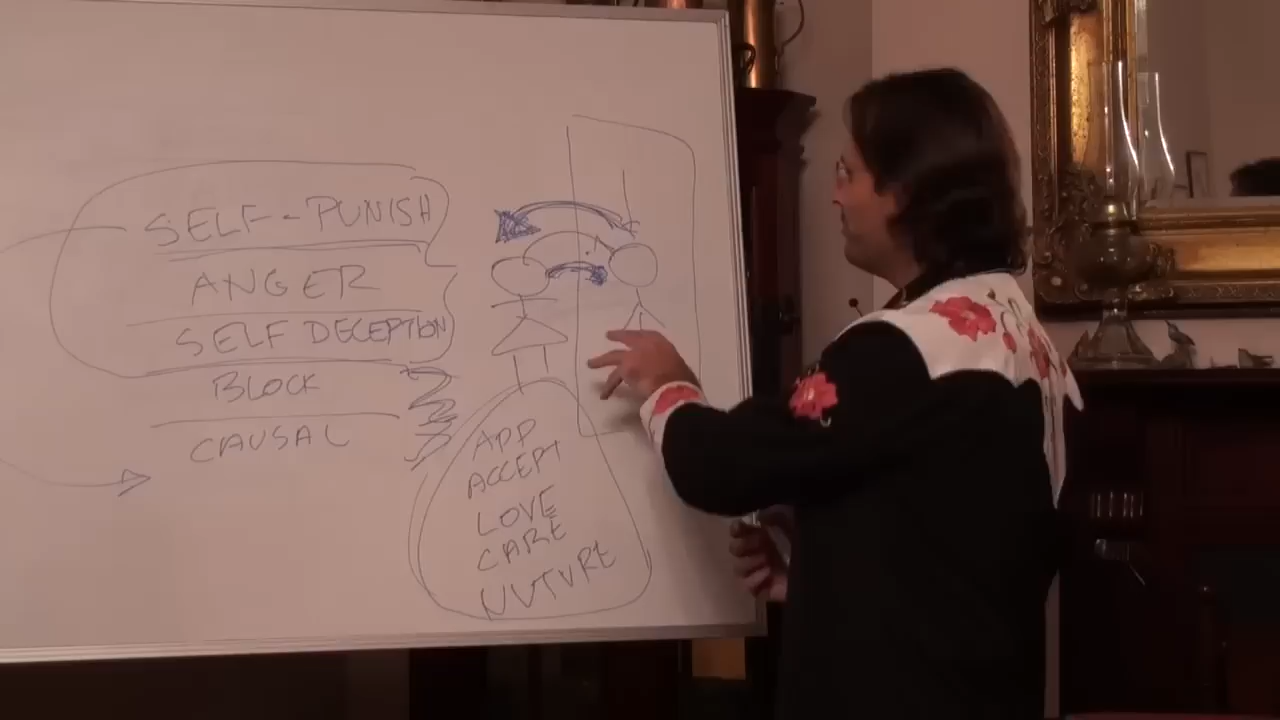 SELF-PUNISH
ANGER
SELF DECEPTION
BLOCK
CAUSAL
APP
ACCEPT
LOVE
CARE
NUTURE